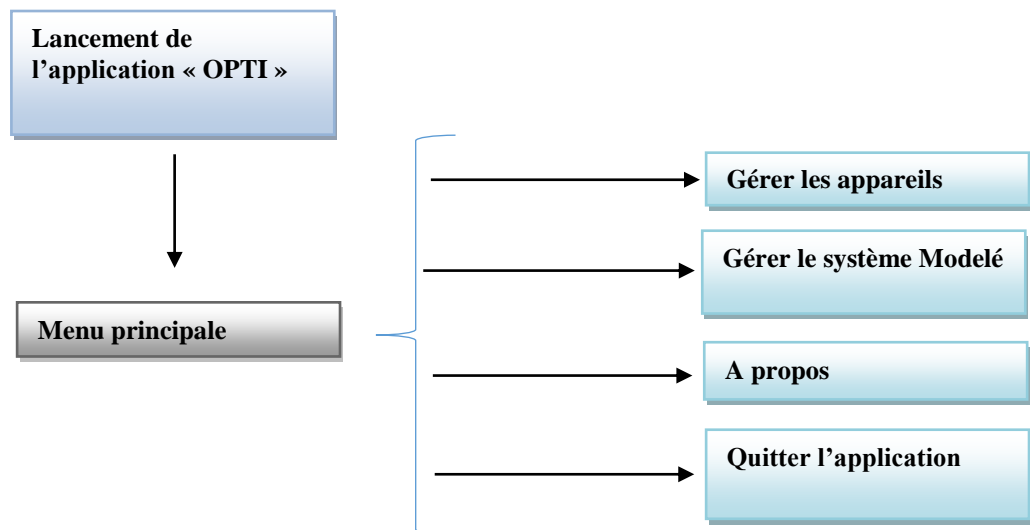 Lancement de
l’application « OPTI »
Gérer les appareils
Gérer le système Modelé
Menu principale
A propos
Quitter l’application